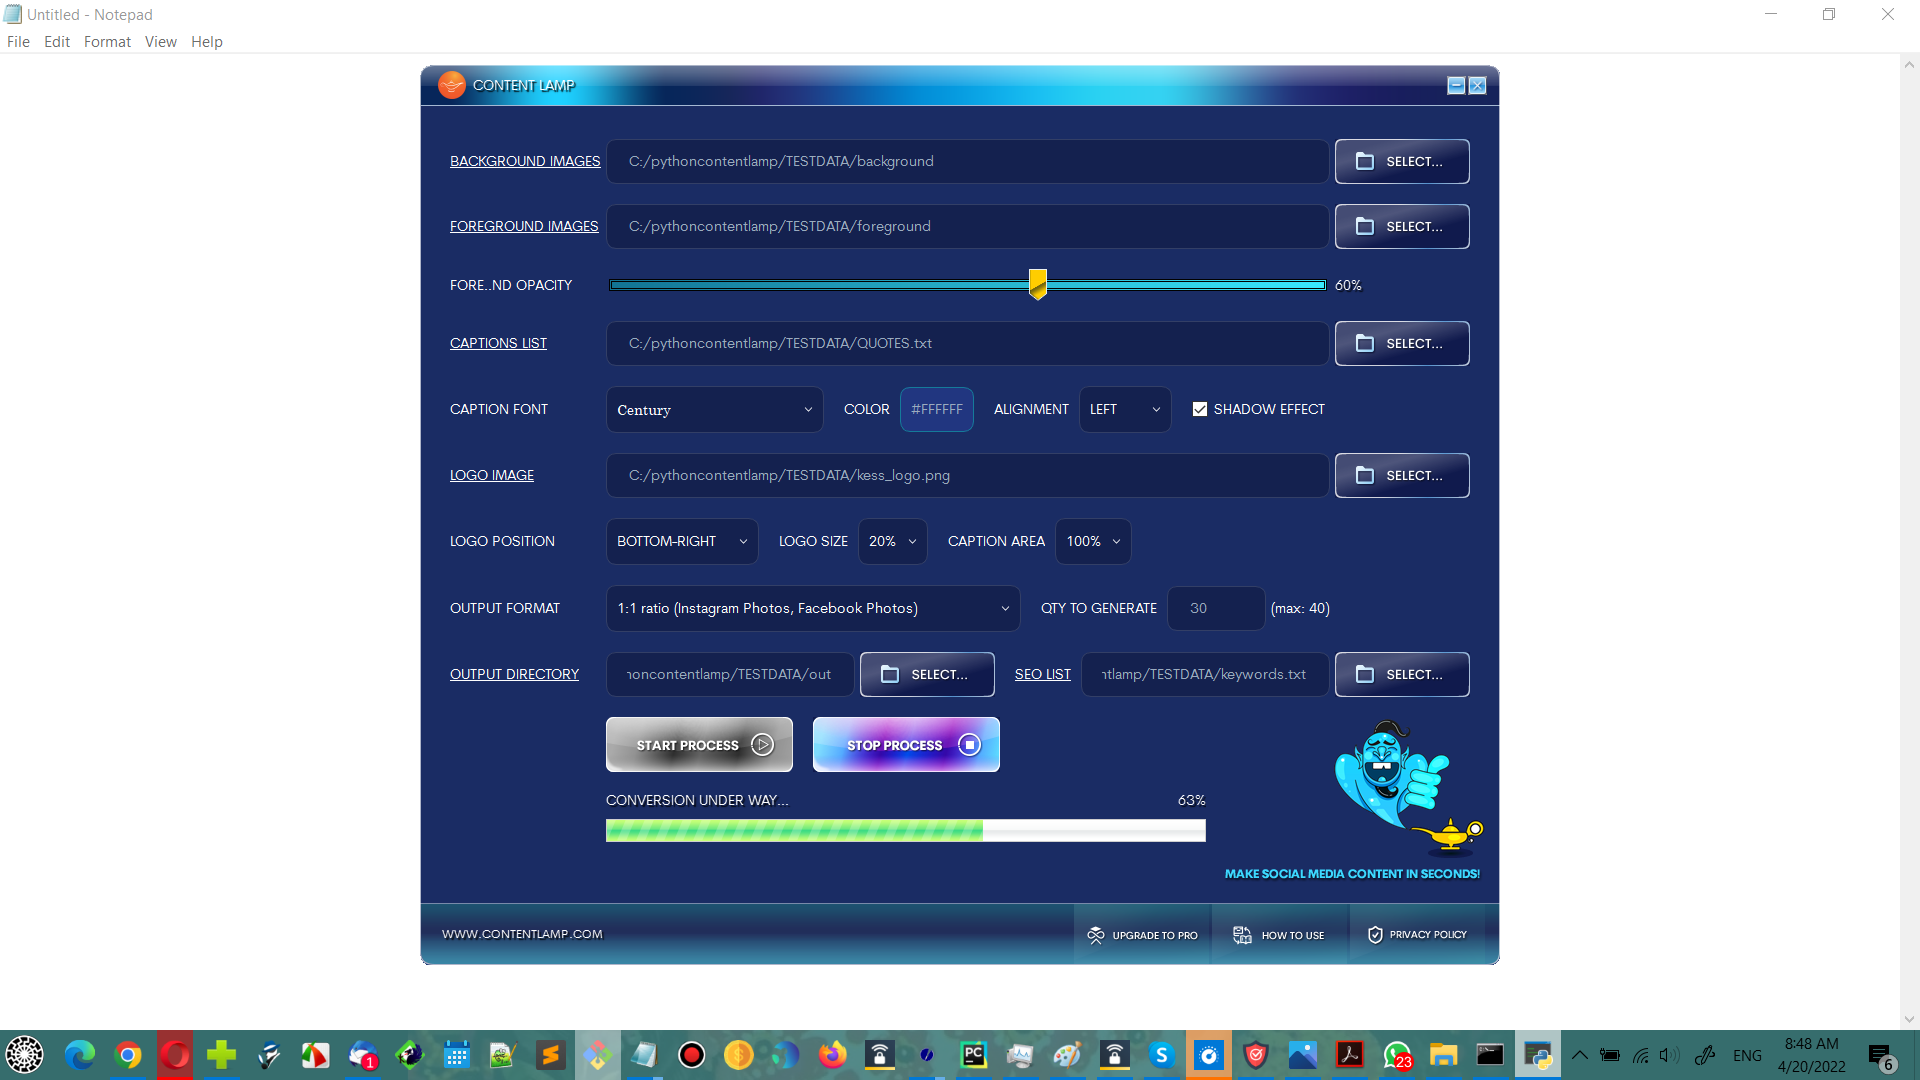 Untitled - Notepad
File Edit Format View Help
CONTENT LAMP
BACKGROUND IMAGES C:/pythoncontentlamp/TESTDATA/background SELECT...
FOREGROUND IMAGES C:/pythoncontentlamp/TESTDATA/foreground SELECT...
FORE..ND OPACITY 60%
CAPTIONS LIST C:/pythoncontentlamp/TESTDATA/QUOTES.txt SELECT...
CAPTION FONT Century COLOR #FFFFFF ALIGNMENT LEFT SHADOW EFFECT
LOGO IMAGE C:/pythoncontentlamp/TESTDATA/kess_logo.png SELECT...
LOGO POSITION BOTTOM-RIGHT LOGO SIZE 20% CAPTION AREA 100%
OUTPUT FORMAT 1:1 ratio (Instagram Photos, Facebook Photos) QTY TO GENERATE 30 (max: 40)
OUTPUT DIRECTORY honcontentlamp/TESTDATA/out SELECT... SEO LIST ntlamp/TESTDATA/keywords.txt SELECT...
START PROCESS STOP PROCESS
CONVERSION UNDER WAY... 63%
MAKE SOCIAL MEDIA CONTENT IN SECONDS!
WWW.CONTENTLAMP.COM UPGRADE TO PRO HOW TO USE PRIVACY POLICY
1 PC S 23 ENG 8:48 AM
4/20/2022 6